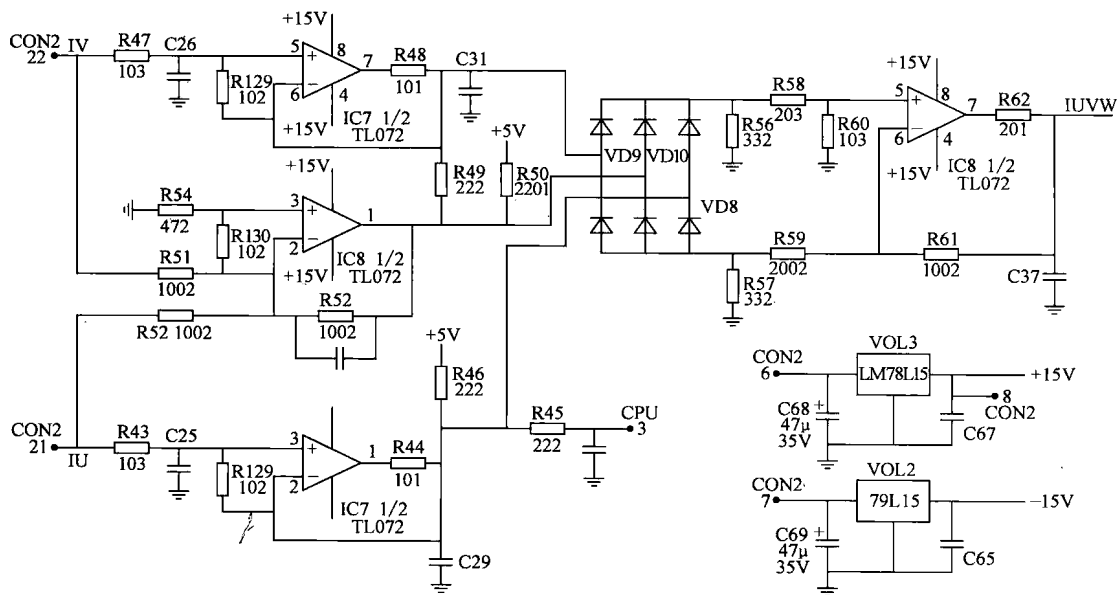 +15V
CON2
22
IV
R47
103
C26
R129
102
5
6
8
7
4
+15V
IC7 1/2
TL072
R48
101
C31
+5V
R49
222
R50
2201
+15V
R54
472
R130
102
3
2
1
R51
1002
+15V
IC8 1/2
TL072
R52
1002
R52 1002
+5V
R46
222
CON2
21
IU
R43
103
C25
R129
102
3
2
1
IC7 1/2
TL072
R44
101
R45
222
CPU
3
C29
VD9
VD10
VD8
R56
332
R58
203
R60
103
+15V
5
6
8
7
4
+15V
IC8 1/2
TL072
R62
201
IUVW
R59
2002
R61
1002
R57
332
C37
VOL3
CON2
6
LM78L15
+15V
8
CON2
C68
47μ
35V
+
C67
VOL2
CON2
7
79L15
−15V
C69
47μ
35V
+
C65